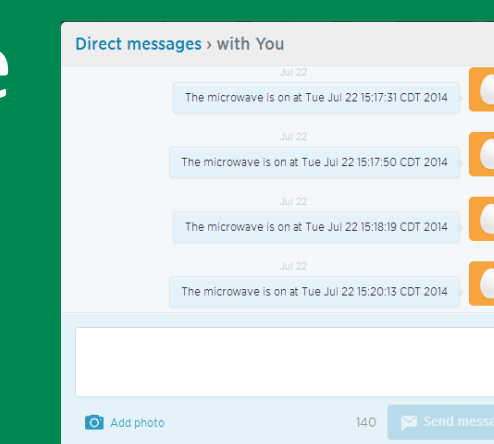 e
Direct messages › with You
Jul 22
The microwave is on at Tue Jul 22 15:17:31 CDT 2014
Jul 22
The microwave is on at Tue Jul 22 15:17:50 CDT 2014
Jul 22
The microwave is on at Tue Jul 22 15:18:19 CDT 2014
Jul 22
The microwave is on at Tue Jul 22 15:20:13 CDT 2014
Add photo 140 Send messa